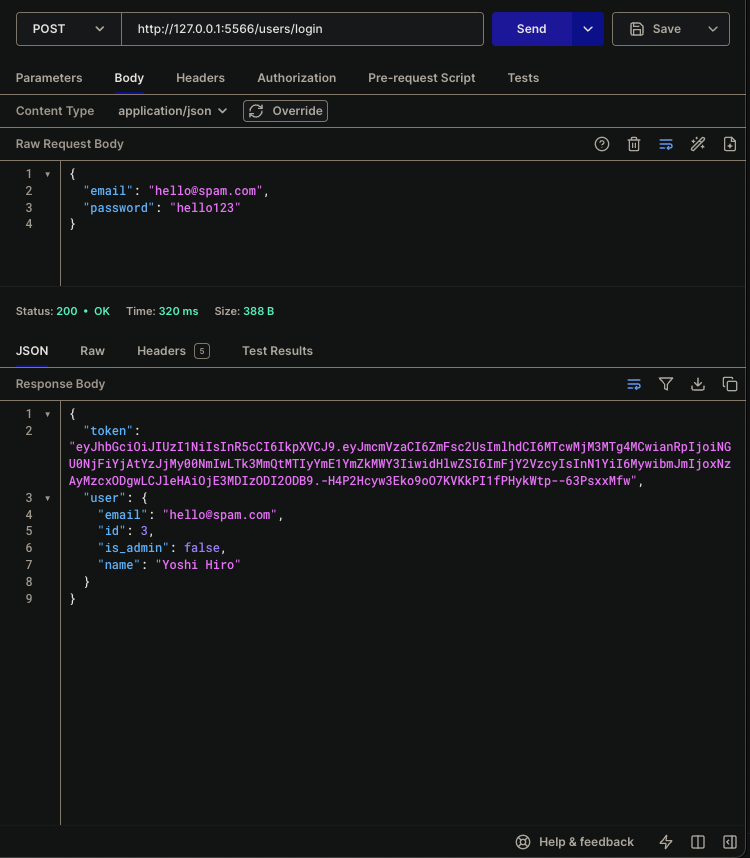 POST http://127.0.0.1:5566/users/login Send Save
Parameters Body Headers Authorization Pre-request Script Tests
Content Type application/json Override
Raw Request Body
1 {
2 "email": "hello@spam.com",
3 "password": "hello123"
4 }
Status: 200 • OK Time: 320 ms Size: 388 B
JSON Raw Headers 5 Test Results
Response Body
1 {
2 "token":
"eyJhbGciOiJIUzI1NiIsInR5cCI6IkpXVCJ9.eyJmcmVzaCI6ZmFsc2UsImlhdCI6MTcwMjM3MTg4MCwianRpIjoiNG
U0NjFiYjAtYzJjMy00NmIwLTk3MmQtMTIyYmE1YmZkMWY3IiwidHlwZSI6ImFjY2VzcyIsInN1YiI6MywibmJmIjoxNz
AyMzcxODgwLCJleHAiOjE3MDIzODI2ODB9.-H4P2Hcyw3Eko9oO7KVKkPI1fPHykWtp--63PsxxMfw",
3 "user": {
4 "email": "hello@spam.com",
5 "id": 3,
6 "is_admin": false,
7 "name": "Yoshi Hiro"
8 }
9 }
Help & feedback